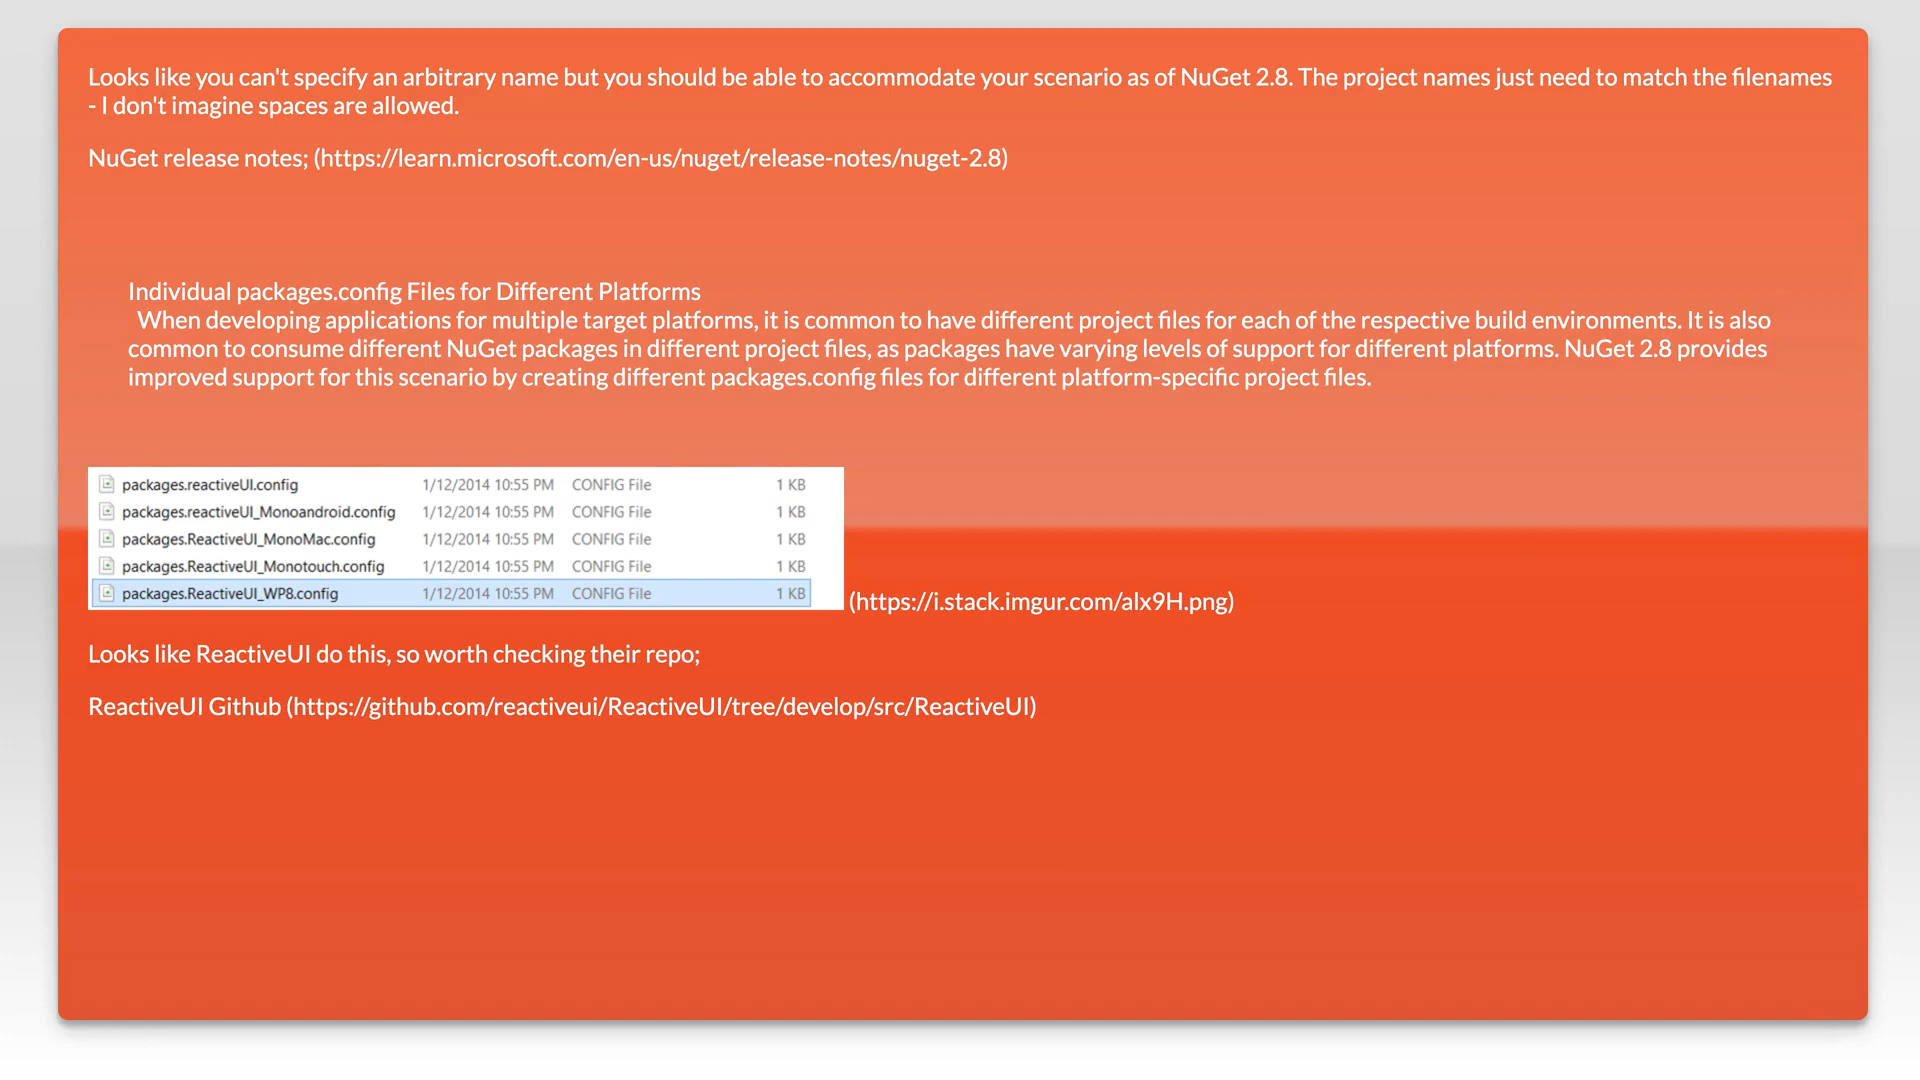 Looks like you can't specify an arbitrary name but you should be able to accommodate your scenario as of NuGet 2.8. The project names just need to match the filenames
- I don't imagine spaces are allowed.
NuGet release notes; (https://learn.microsoft.com/en-us/nuget/release-notes/nuget-2.8)
Individual packages.config Files for Different Platforms
When developing applications for multiple target platforms, it is common to have different project files for each of the respective build environments. It is also
common to consume different NuGet packages in different project files, as packages have varying levels of support for different platforms. NuGet 2.8 provides
improved support for this scenario by creating different packages.config files for different platform-specific project files.
packages.reactiveUI.config 1/12/2014 10:55 PM CONFIG File 1 KB
packages.reactiveUI_Monoandroid.config 1/12/2014 10:55 PM CONFIG File 1 KB
packages.ReactiveUI_MonoMac.config 1/12/2014 10:55 PM CONFIG File 1 KB
packages.ReactiveUI_Monotouch.config 1/12/2014 10:55 PM CONFIG File 1 KB
packages.ReactiveUI_WP8.config 1/12/2014 10:55 PM CONFIG File 1 KB
(https://i.stack.imgur.com/alx9H.png)
Looks like ReactiveUI do this, so worth checking their repo;
ReactiveUI Github (https://github.com/reactiveui/ReactiveUI/tree/develop/src/ReactiveUI)